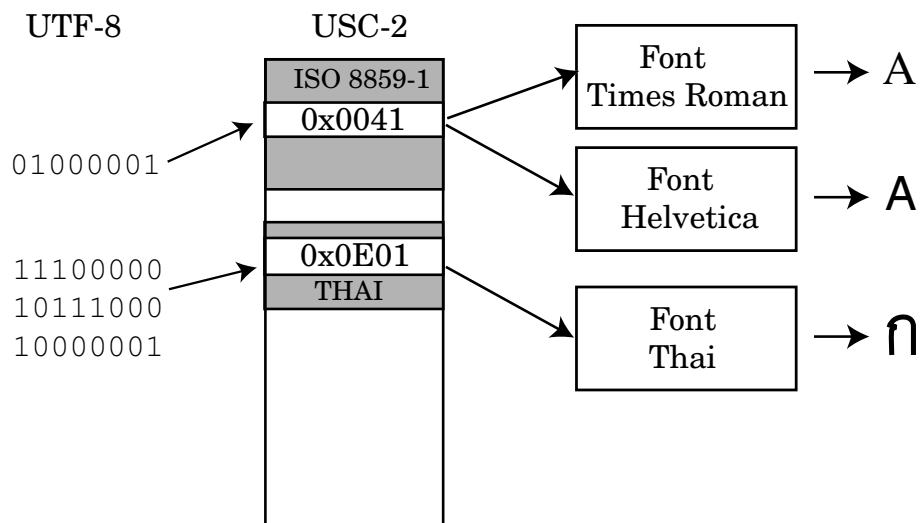 UTF-8
USC-2
ISO 8859-1
0x0041
01000001
0x0E01
THAI
11100000
10111000
10000001
Font
Times Roman
A
Font
Helvetica
A
Font
Thai
ก